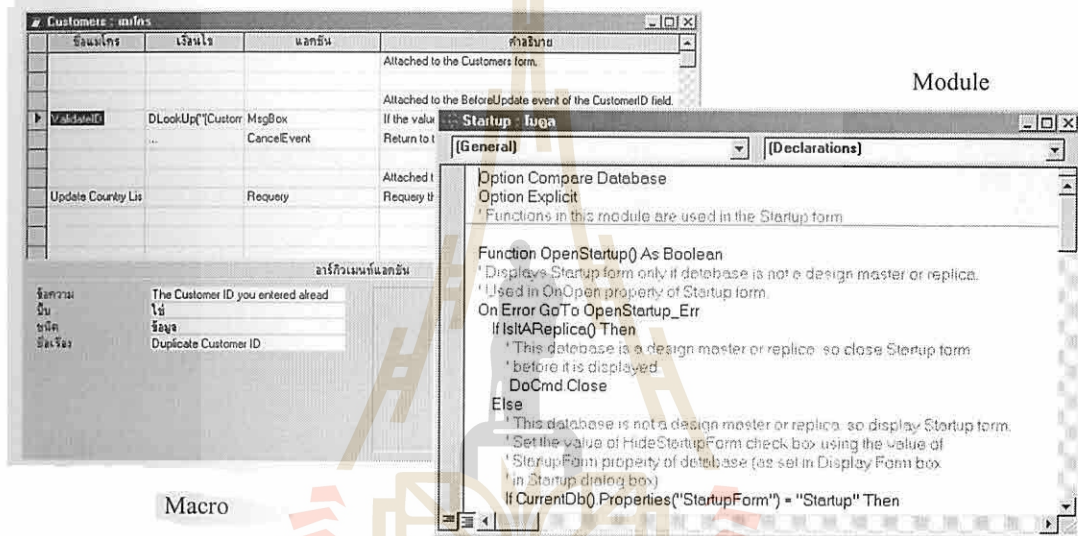 Customers : แมโคร
ชื่อแมโคร เงื่อนไข แอกชัน คำอธิบาย
Attached to the Customers form.
Attached to the BeforeUpdate event of the CustomerID field.
ValidateID DLookUp("[Custom MsgBox If the value
... CancelEvent Return to t
Attached t
Update Country Lis Requery Requery th
อาร์กิวเมนท์แอกชัน
ข้อความ The Customer ID you entered alread
บี๊บ ใช่
ชนิด ข้อมูล
ชื่อเรื่อง Duplicate Customer ID
Macro
Module
Startup : โมดูล
(General) (Declarations)
Option Compare Database
Option Explicit
' Functions in this module are used in the Startup form
Function OpenStartup() As Boolean
' Displays Startup form only if database is not a design master or replica.
' Used in OnOpen property of Startup form.
On Error GoTo OpenStartup_Err
If IsItAReplica() Then
' This database is a design master or replica, so close Startup form
' before it is displayed.
DoCmd.Close
Else
' This database is not a design master or replica, so display Startup form.
' Set the value of HideStartupForm check box using the value of
' StartupForm property of database (as set in Display Form box
' in Startup dialog box)
If CurrentDb().Properties("StartupForm") = "Startup" Then